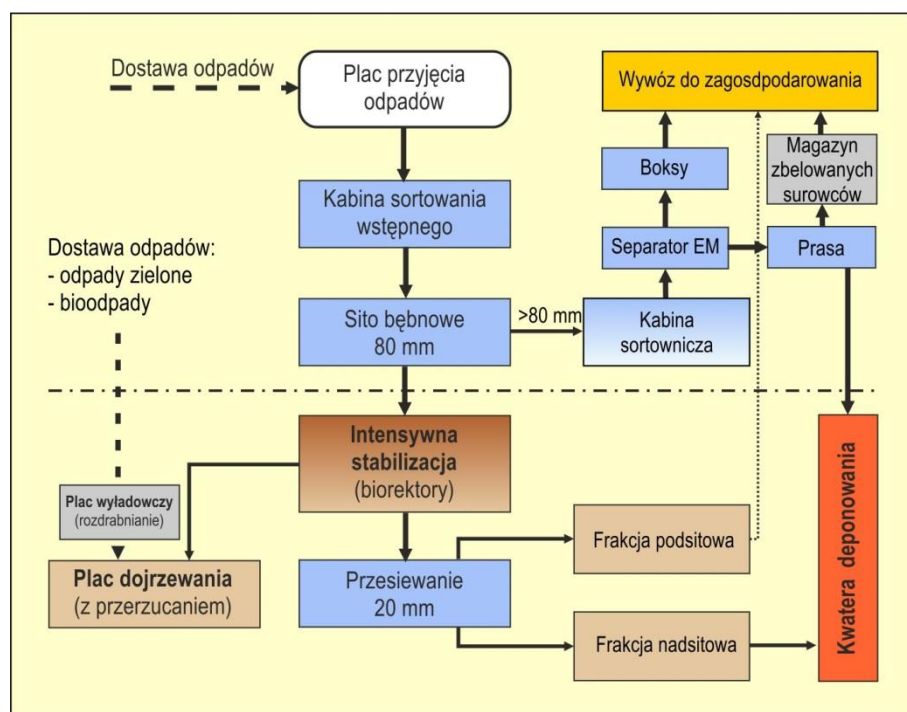 Dostawa odpadów
Plac przyjęcia
odpadów
Wywóz do zagosdpodarowania
Boksy
Magazyn
zbelowanych
surowców
Kabina sortowania
wstępnego
Dostawa odpadów:
- odpady zielone
- bioodpady
Separator EM
Prasa
Sito bębnowe
80 mm
>80 mm
Kabina
sortownicza
Intensywna
stabilizacja
(biorektory)
Plac wyładowczy
(rozdrabnianie)
Plac dojrzewania
(z przerzucaniem)
Przesiewanie
20 mm
Frakcja podsitowa
Frakcja nadsitowa
Kwatera deponowania